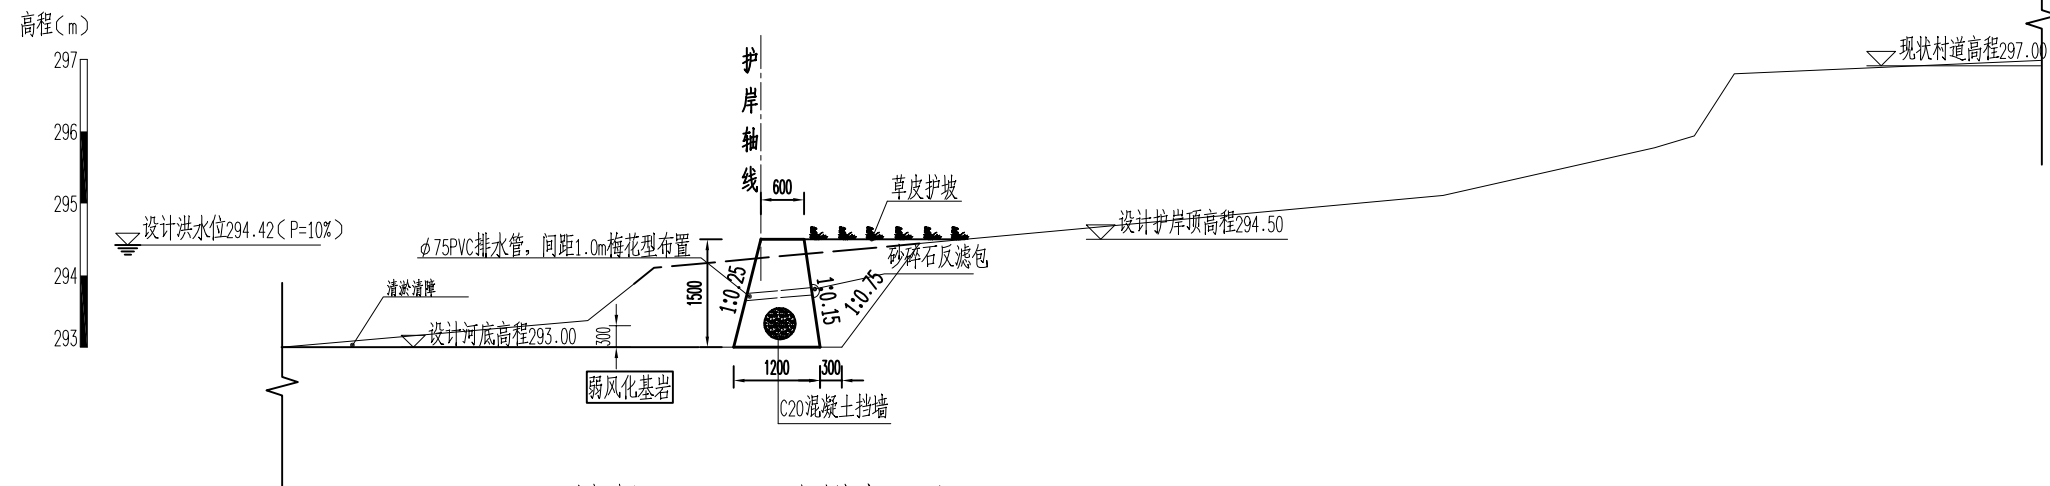 高程(m)
297
296
295
294
293
护岸轴线
现状村道高程297.00
600
草皮护坡
设计洪水位294.42(P=10%)
设计护岸顶高程294.50
φ75PVC排水管，间距1.0m梅花型布置
砂碎石反滤包
1500
1:0.25
1:0.15
1:0.75
清淤清障
设计河底高程293.00
300
弱风化基岩
1200
300
C20混凝土挡墙